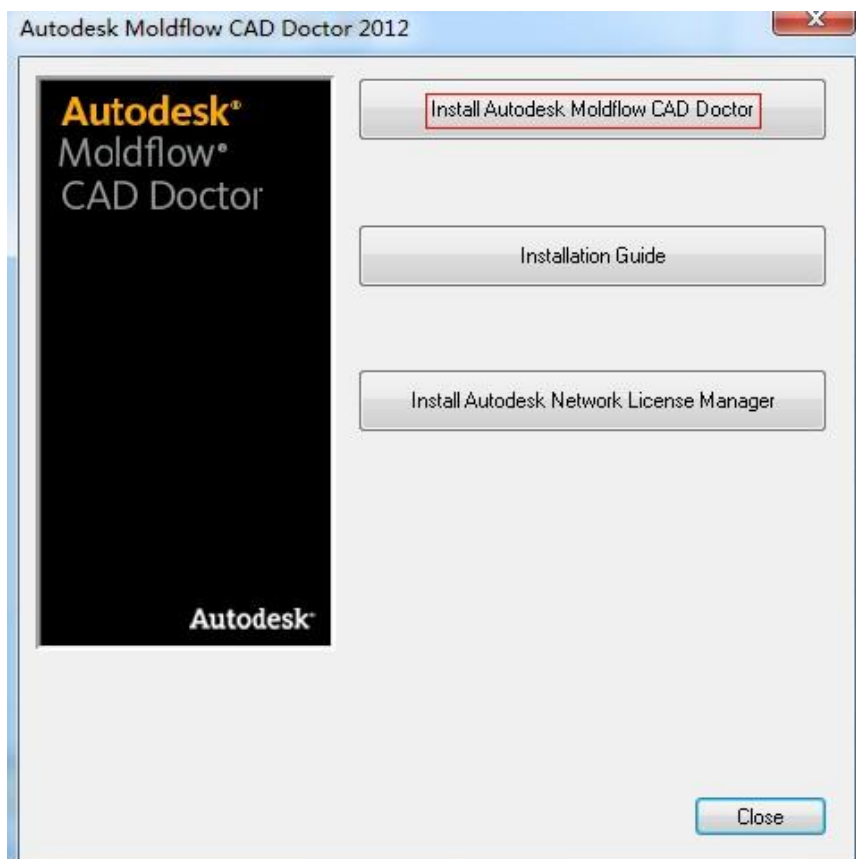 Autodesk Moldflow CAD Doctor 2012
Autodesk®
Moldflow®
CAD Doctor
Autodesk®
Install Autodesk Moldflow CAD Doctor
Installation Guide
Install Autodesk Network License Manager
Close